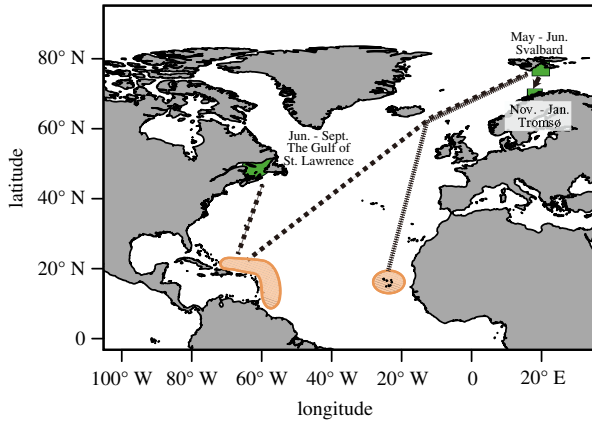 May - Jun.
Svalbard
80° N
Nov. - Jan.
Tromsø
60° N
Jun. - Sept.
The Gulf of
St. Lawrence
latitude
40° N
20° N
0
100° W 80° W 60° W 40° W 20° W 0 20° E
longitude